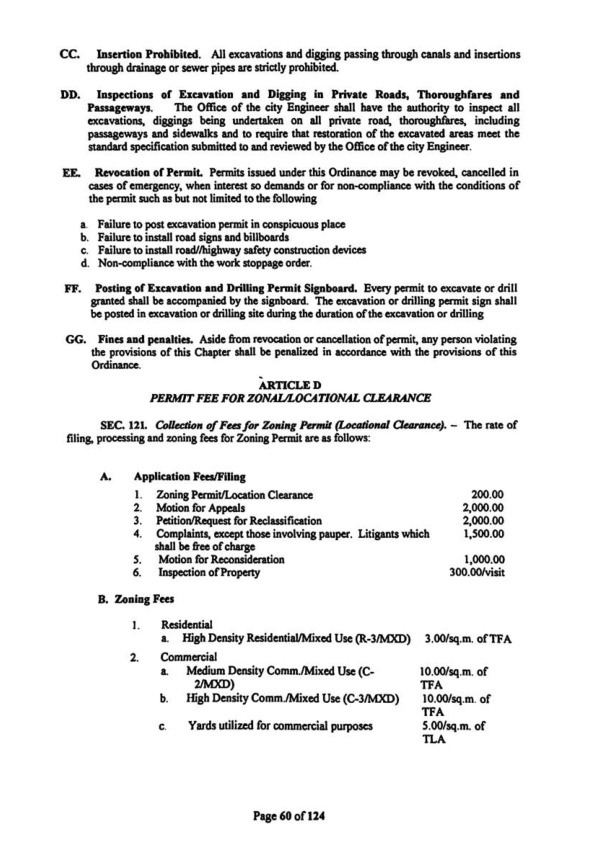 CC. Insertion Prohibited. All excavations and digging passing through canals and insertions
through drainage or sewer pipes are strictly prohibited.
DD. Inspections of Excavation and Digging in Private Roads, Thoroughfares and
Passageways. The Office of the city Engineer shall have the authority to inspect all
excavations, diggings being undertaken on all private road, thoroughfares, including
passageways and sidewalks and to require that restoration of the excavated areas meet the
standard specification submitted to and reviewed by the Office of the city Engineer.
EE. Revocation of Permit. Permits issued under this Ordinance may be revoked, cancelled in
cases of emergency, when interest so demands or for non-compliance with the conditions of
the permit such as but not limited to the following
a. Failure to post excavation permit in conspicuous place
b. Failure to install road signs and billboards
c. Failure to install road//highway safety construction devices
d. Non-compliance with the work stoppage order.
FF. Posting of Excavation and Drilling Permit Signboard. Every permit to excavate or drill
granted shall be accompanied by the signboard. The excavation or drilling permit sign shall
be posted in excavation or drilling site during the duration of the excavation or drilling
GG. Fines and penalties. Aside from revocation or cancellation of permit, any person violating
the provisions of this Chapter shall be penalized in accordance with the provisions of this
Ordinance.
ARTICLE D
PERMIT FEE FOR ZONAL/LOCATIONAL CLEARANCE
SEC. 121. Collection of Fees for Zoning Permit (Locational Clearance). – The rate of
filing, processing and zoning fees for Zoning Permit are as follows:
A. Application Fees/Filing
1. Zoning Permit/Location Clearance 200.00
2. Motion for Appeals 2,000.00
3. Petition/Request for Reclassification 2,000.00
4. Complaints, except those involving pauper. Litigants which 1,500.00
shall be free of charge
5. Motion for Reconsideration 1,000.00
6. Inspection of Property 300.00/visit
B. Zoning Fees
1. Residential
a. High Density Residential/Mixed Use (R-3/MXD) 3.00/sq.m. of TFA
2. Commercial
a. Medium Density Comm./Mixed Use (C- 10.00/sq.m. of
2/MXD) TFA
b. High Density Comm./Mixed Use (C-3/MXD) 10.00/sq.m. of
TFA
c. Yards utilized for commercial purposes 5.00/sq.m. of
TLA
Page 60 of 124